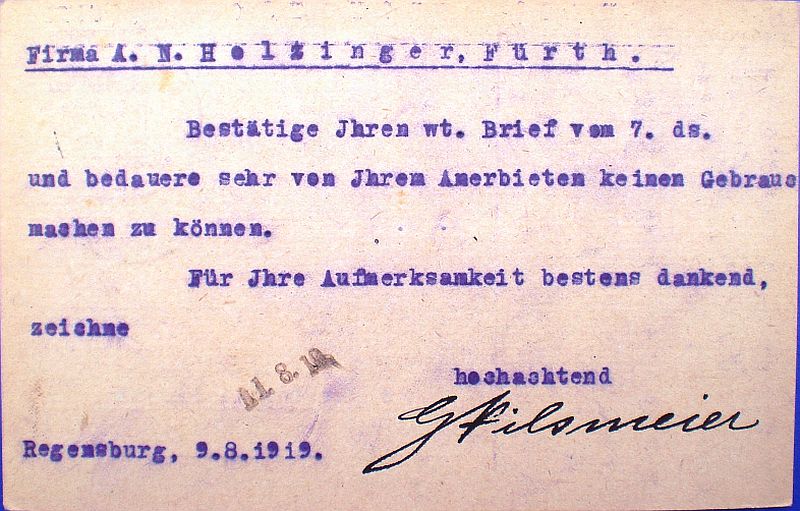 Firma A. N. Holzinger, Fürth.
Bestätige Jhren wt. Brief vom 7. ds.
und bedauere sehr von Jhrem Anerbieten keinen Gebrauc
machen zu können.
Für Jhre Aufmerksamkeit bestens dankend,
zeichne
11.8.19
hochachtend
GPilsmeier
Regensburg, 9.8.1919.